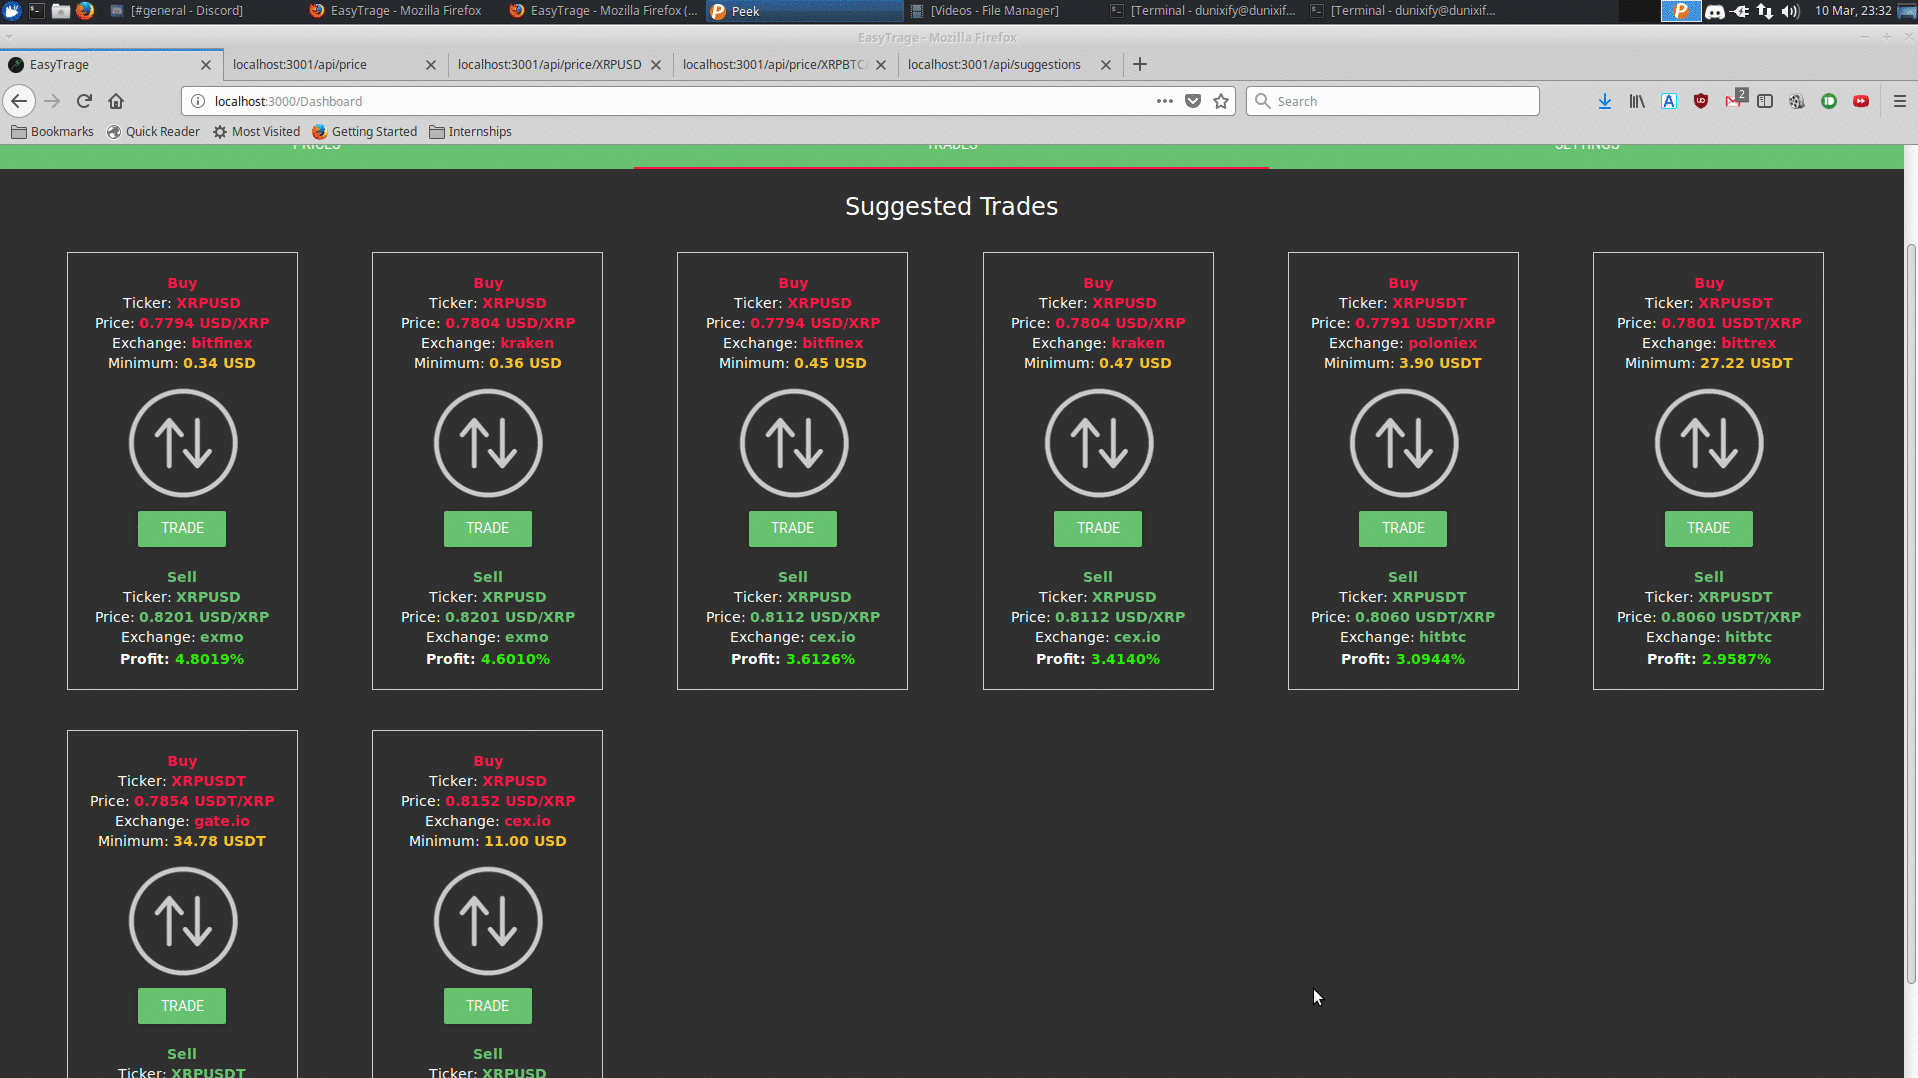 [#general - Discord]
EasyTrage - Mozilla Firefox
EasyTrage - Mozilla Firefox (...
Peek
[Videos - File Manager]
[Terminal - dunixify@dunixif...
[Terminal - dunixify@dunixif...
10 Mar, 23:32
EasyTrage - Mozilla Firefox
EasyTrage
localhost:3001/api/price
localhost:3001/api/price/XRPUSD
localhost:3001/api/price/XRPBTC
localhost:3001/api/suggestions
localhost:3000/Dashboard
Search
2
Bookmarks
Quick Reader
Most Visited
Getting Started
Internships
PRICES
TRADES
SETTINGS
Suggested Trades
Buy
Ticker: XRPUSD
Price: 0.7794 USD/XRP
Exchange: bitfinex
Minimum: 0.34 USD
TRADE
Sell
Ticker: XRPUSD
Price: 0.8201 USD/XRP
Exchange: exmo
Profit: 4.8019%
Buy
Ticker: XRPUSD
Price: 0.7804 USD/XRP
Exchange: kraken
Minimum: 0.36 USD
TRADE
Sell
Ticker: XRPUSD
Price: 0.8201 USD/XRP
Exchange: exmo
Profit: 4.6010%
Buy
Ticker: XRPUSD
Price: 0.7794 USD/XRP
Exchange: bitfinex
Minimum: 0.45 USD
TRADE
Sell
Ticker: XRPUSD
Price: 0.8112 USD/XRP
Exchange: cex.io
Profit: 3.6126%
Buy
Ticker: XRPUSD
Price: 0.7804 USD/XRP
Exchange: kraken
Minimum: 0.47 USD
TRADE
Sell
Ticker: XRPUSD
Price: 0.8112 USD/XRP
Exchange: cex.io
Profit: 3.4140%
Buy
Ticker: XRPUSDT
Price: 0.7791 USDT/XRP
Exchange: poloniex
Minimum: 3.90 USDT
TRADE
Sell
Ticker: XRPUSDT
Price: 0.8060 USDT/XRP
Exchange: hitbtc
Profit: 3.0944%
Buy
Ticker: XRPUSDT
Price: 0.7801 USDT/XRP
Exchange: bittrex
Minimum: 27.22 USDT
TRADE
Sell
Ticker: XRPUSDT
Price: 0.8060 USDT/XRP
Exchange: hitbtc
Profit: 2.9587%
Buy
Ticker: XRPUSDT
Price: 0.7854 USDT/XRP
Exchange: gate.io
Minimum: 34.78 USDT
TRADE
Sell
Ticker: XRPUSDT
Buy
Ticker: XRPUSD
Price: 0.8152 USD/XRP
Exchange: cex.io
Minimum: 11.00 USD
TRADE
Sell
Ticker: XRPUSD